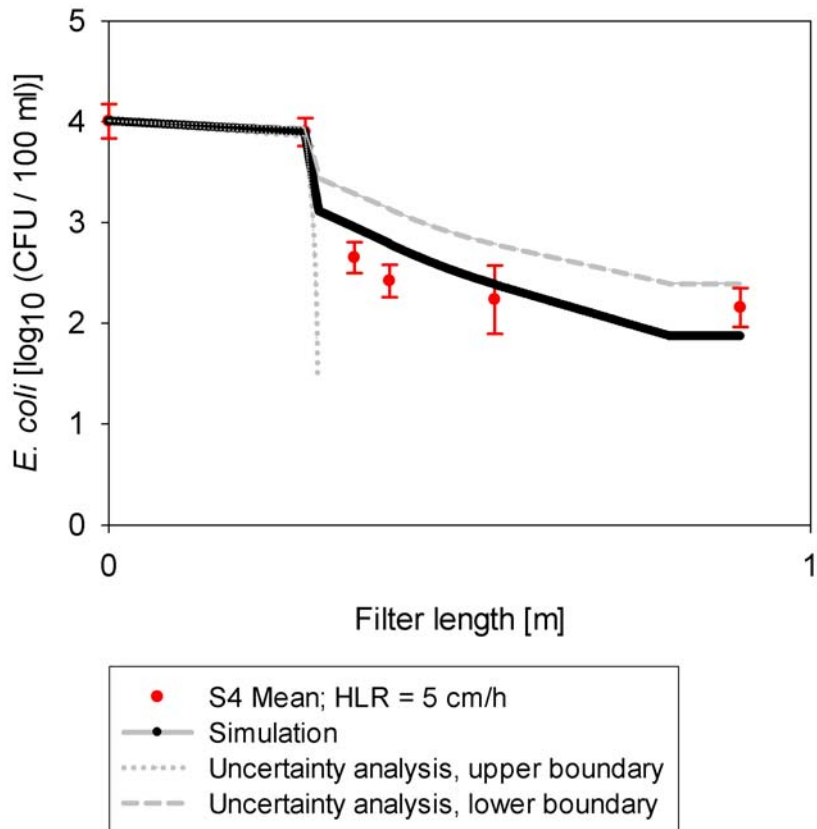 5
4
3
2
1
0
E. coli [log10 (CFU / 100 ml)]
0 1
Filter length [m]
S4 Mean; HLR = 5 cm/h
Simulation
Uncertainty analysis, upper boundary
Uncertainty analysis, lower boundary